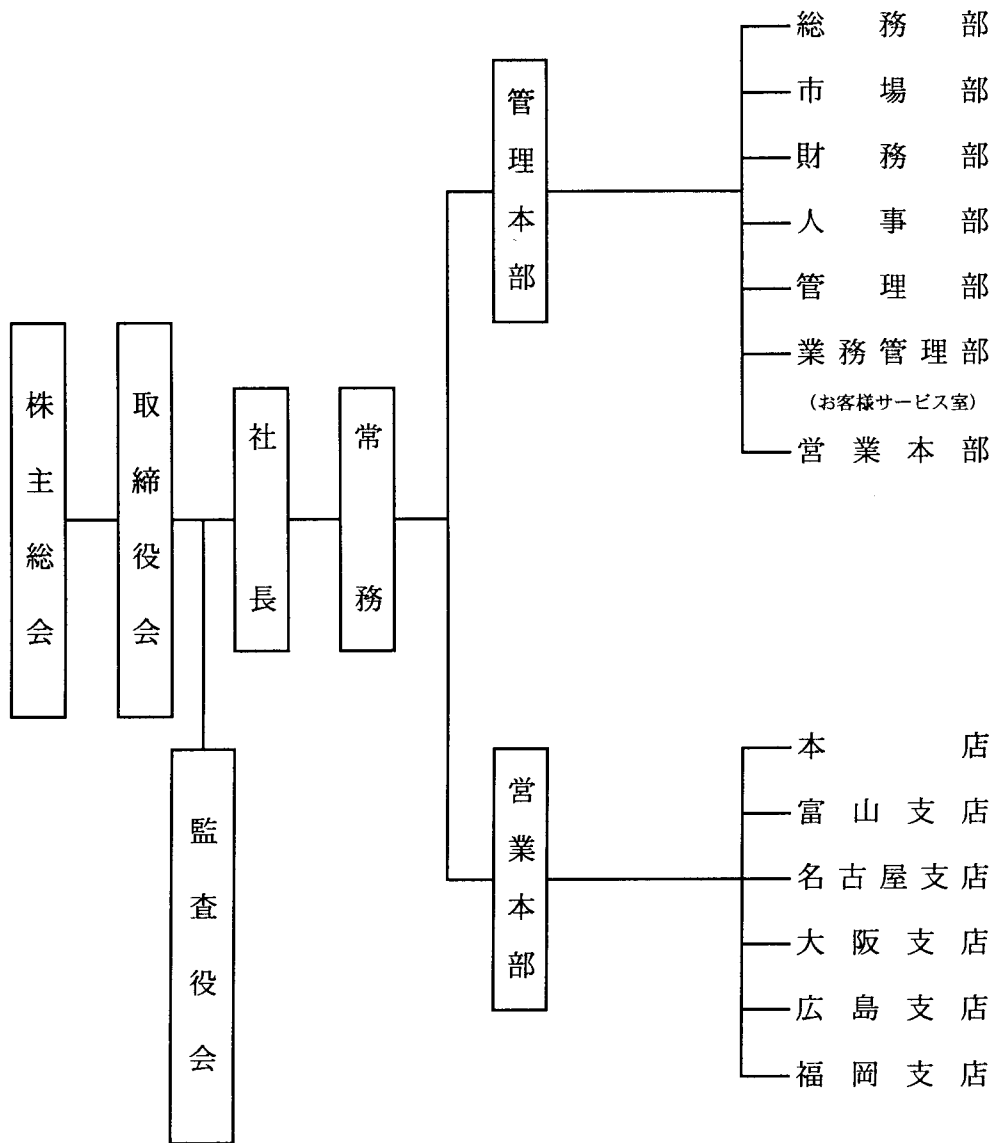 株主総会
取締役会
監査役会
社長
常務
管理本部
総務部
市場部
財務部
人事部
管理部
業務管理部
（お客様サービス室）
営業本部
営業本部
本店
富山支店
名古屋支店
大阪支店
広島支店
福岡支店